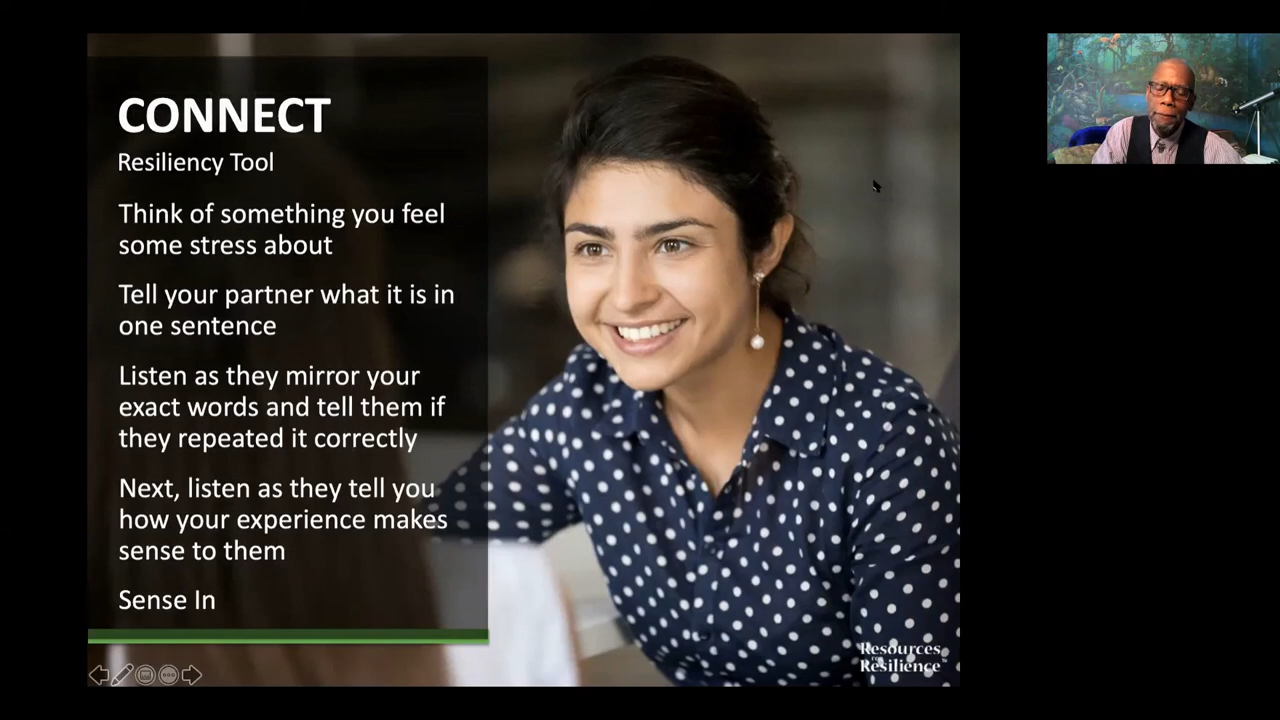 CONNECT
Resiliency Tool
Think of something you feel
some stress about
Tell your partner what it is in
one sentence
Listen as they mirror your
exact words and tell them if
they repeated it correctly
Next, listen as they tell you
how your experience makes
sense to them
Sense In
Resources
for
Resilience™